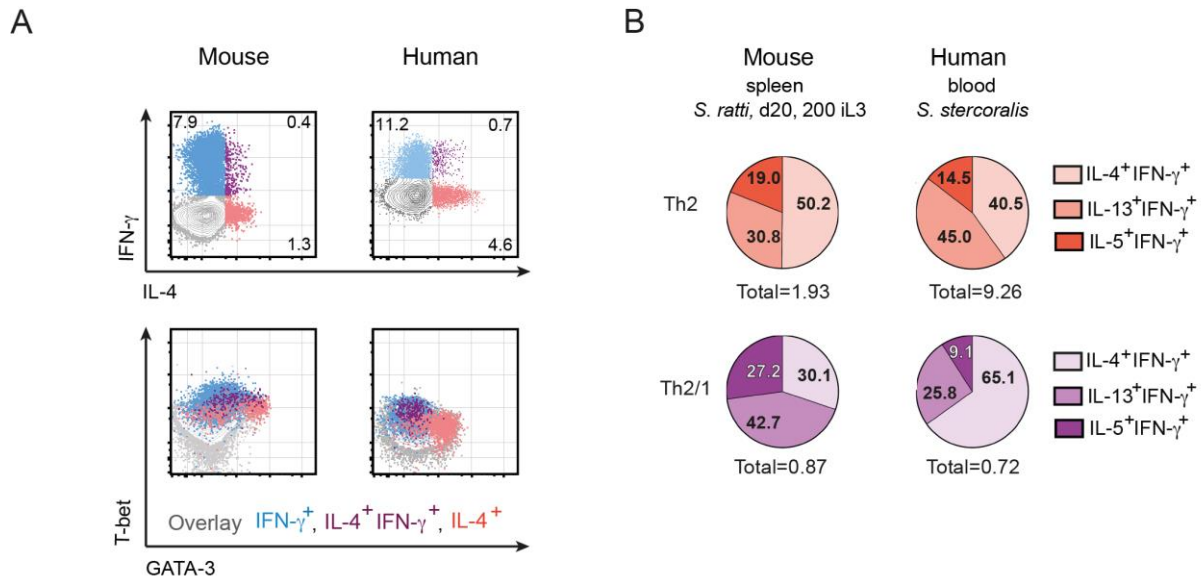 A
Mouse
Human
7.9
0.4
1.3
11.2
0.7
4.6
IFN-γ
IL-4
T-bet
Overlay IFN-γ⁺, IL-4⁺ IFN-γ⁺, IL-4⁺
GATA-3
B
Mouse
spleen
S. ratti, d20, 200 iL3
Human
blood
S. stercoralis
Th2
19.0
50.2
30.8
Total=1.93
14.5
40.5
45.0
Total=9.26
IL-4⁺IFN-γ⁺
IL-13⁺IFN-γ⁺
IL-5⁺IFN-γ⁺
Th2/1
27.2
30.1
42.7
Total=0.87
9.1
65.1
25.8
Total=0.72
IL-4⁺IFN-γ⁺
IL-13⁺IFN-γ⁺
IL-5⁺IFN-γ⁺